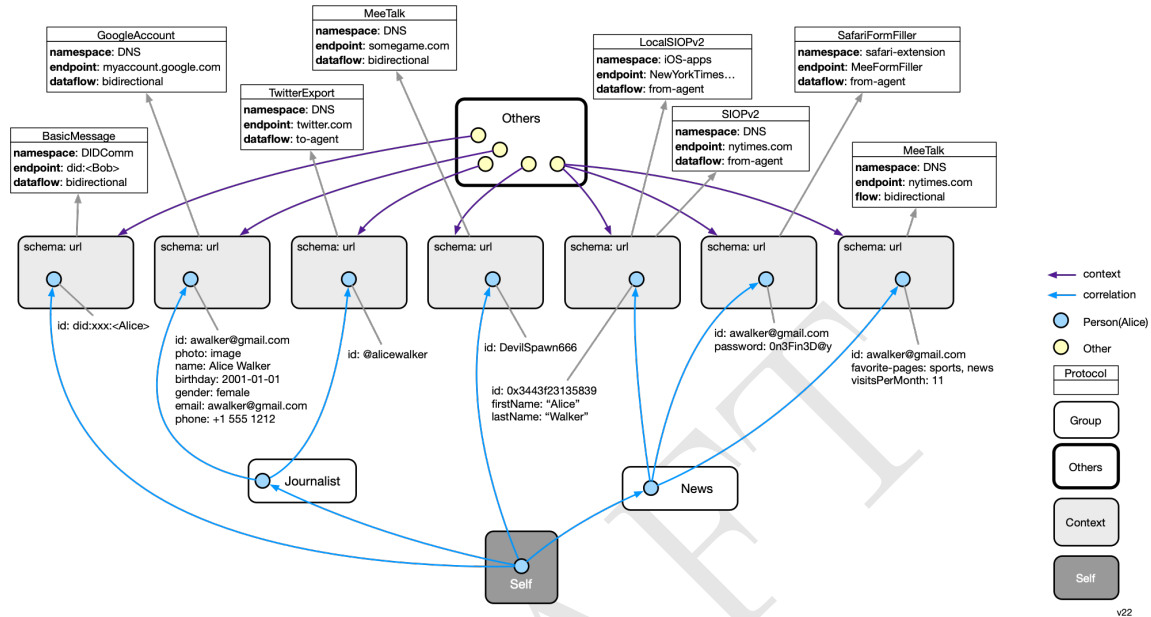 GoogleAccount
namespace: DNS
endpoint: myaccount.google.com
dataflow: bidirectional
MeeTalk
namespace: DNS
endpoint: somegame.com
dataflow: bidirectional
LocalSIOPv2
namespace: iOS-apps
endpoint: NewYorkTimes...
dataflow: from-agent
SafariFormFiller
namespace: safari-extension
endpoint: MeeFormFiller
dataflow: from-agent
TwitterExport
namespace: DNS
endpoint: twitter.com
dataflow: to-agent
Others
SIOPv2
namespace: DNS
endpoint: nytimes.com
dataflow: from-agent
BasicMessage
namespace: DIDComm
endpoint: did:<Bob>
dataflow: bidirectional
MeeTalk
namespace: DNS
endpoint: nytimes.com
flow: bidirectional
schema: url
schema: url
schema: url
schema: url
schema: url
schema: url
schema: url
id: did:xxx:<Alice>
id: awalker@gmail.com
photo: image
name: Alice Walker
birthday: 2001-01-01
gender: female
email: awalker@gmail.com
phone: +1 555 1212
id: @alicewalker
id: DevilSpawn666
id: 0x3443f23135839
firstName: “Alice”
lastName: “Walker”
id: awalker@gmail.com
password: 0n3Fin3D@y
id: awalker@gmail.com
favorite-pages: sports, news
visitsPerMonth: 11
Journalist
News
Self
context
correlation
Person(Alice)
Other
Protocol
Group
Others
Context
Self
v22